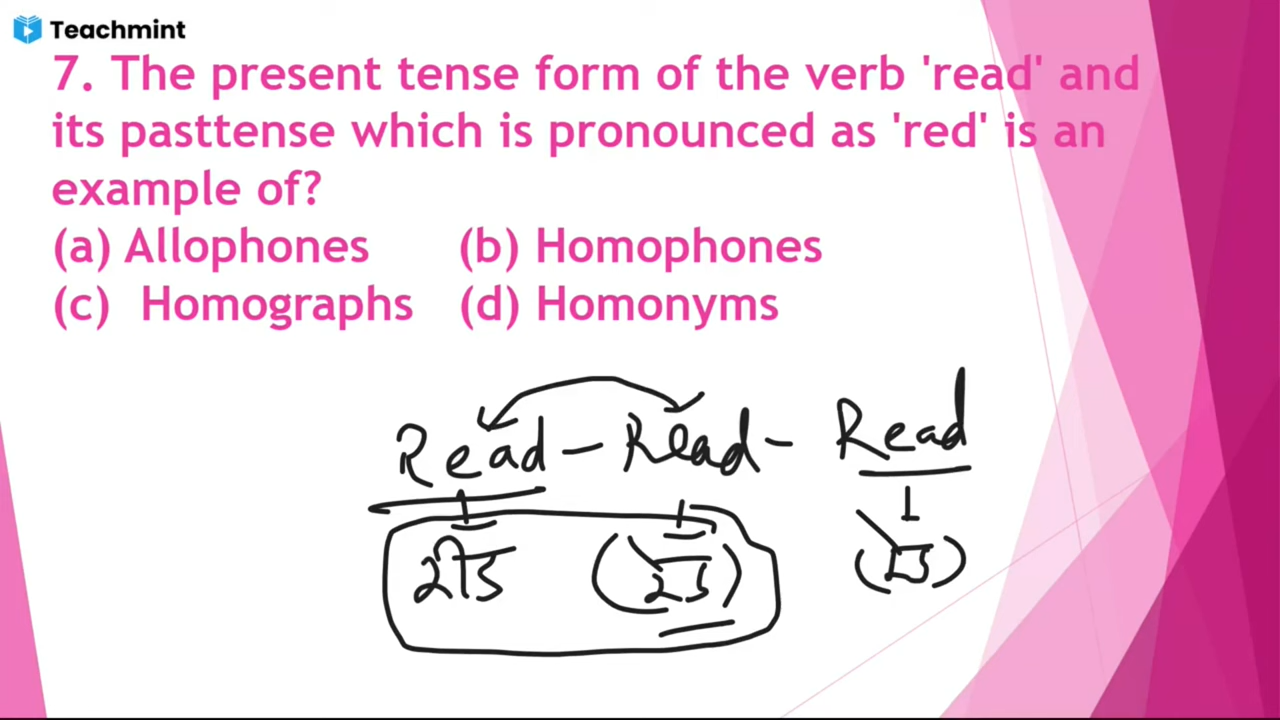 Teachmint
7. The present tense form of the verb 'read' and
its pasttense which is pronounced as 'red' is an
example of?
(a) Allophones (b) Homophones
(c) Homographs (d) Homonyms
Read – Read – Read